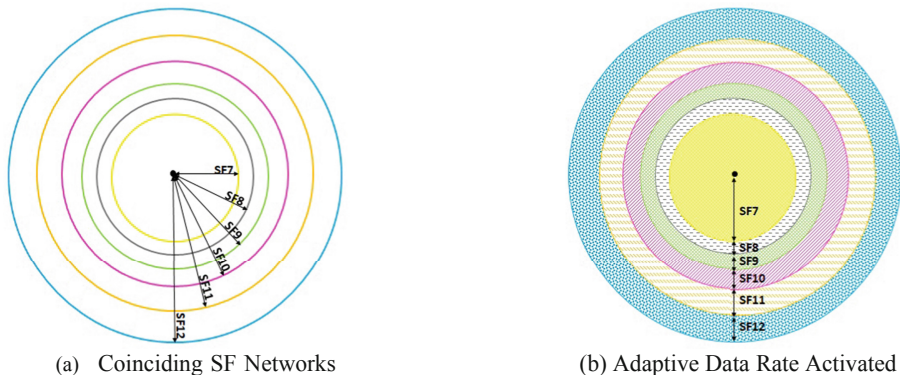 SF7
SF8
SF9
SF10
SF11
SF12
SF7
SF8
SF9
SF10
SF11
SF12
(a) Coinciding SF Networks
(b) Adaptive Data Rate Activated